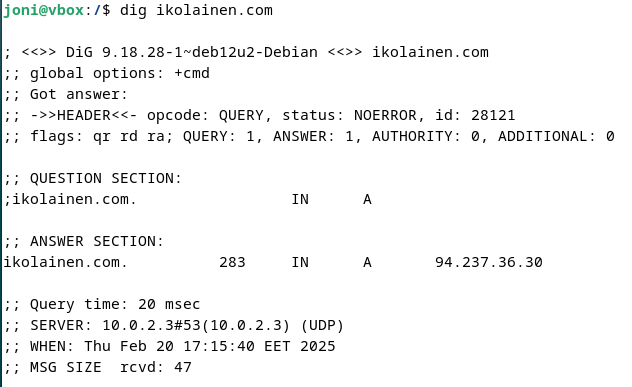 joni@vbox:/$ dig ikolainen.com
; <<>> DiG 9.18.28-1~deb12u2-Debian <<>> ikolainen.com
;; global options: +cmd
;; Got answer:
;; ->>HEADER<<- opcode: QUERY, status: NOERROR, id: 28121
;; flags: qr rd ra; QUERY: 1, ANSWER: 1, AUTHORITY: 0, ADDITIONAL: 0
;; QUESTION SECTION:
;ikolainen.com. IN A
;; ANSWER SECTION:
ikolainen.com. 283 IN A 94.237.36.30
;; Query time: 20 msec
;; SERVER: 10.0.2.3#53(10.0.2.3) (UDP)
;; WHEN: Thu Feb 20 17:15:40 EET 2025
;; MSG SIZE  rcvd: 47